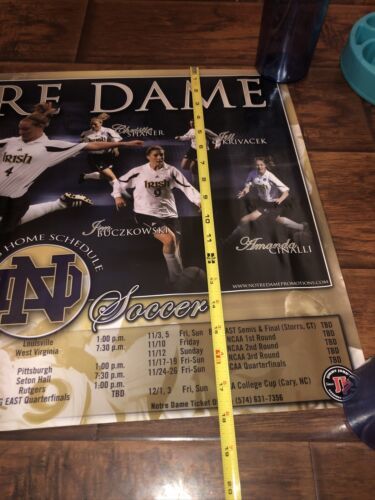 RE DAME
Christie SHANER
Jill KRIVACEK
IRISH
4
IRISH
9
IRISH
Jen BUCZKOWSKI
Amanda CINALLI
HOME SCHEDULE
ND
Soccer
WWW.NOTREDAMEPROMOTIONS.COM
Louisville 1:00 p.m. 11/3, 5 Fri, Sun EAST Semis & Final (Storrs, CT) TBD
West Virginia 7:30 p.m. 11/10 Friday NCAA 1st Round TBD
11/12 Sunday NCAA 2nd Round TBD
Pittsburgh 1:00 p.m. 11/17-19 Fri, Sun NCAA 3rd Round TBD
Seton Hall 7:30 p.m. 11/24-26 Fri, Sun NCAA Quarterfinals TBD
Rutgers 1:00 p.m.
EAST Quarterfinals TBD 12/1, 3 Fri, Sun College Cup (Cary, NC) TBD
Notre Dame Ticket (574) 631-7356